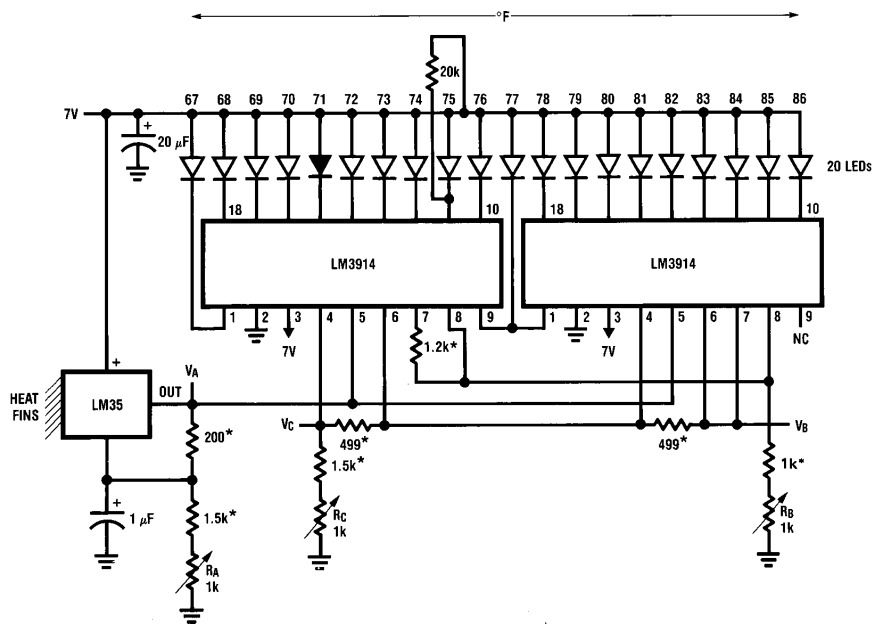 °F
20k
67 68 69 70 71 72 73 74 75 76 77 78 79 80 81 82 83 84 85 86
7V
+
20 μF
20 LEDs
18 10 18 10
LM3914 LM3914
1 2 3 4 5 6 7 8 9 1 2 3 4 5 6 7 8 9
7V 1.2k* 7V NC
+
VA
HEAT FINS
LM35
OUT
200*
VC 499* 499* VB
1.5k* 1k*
+
1 μF
1.5k*
RC 1k
RB 1k
RA 1k